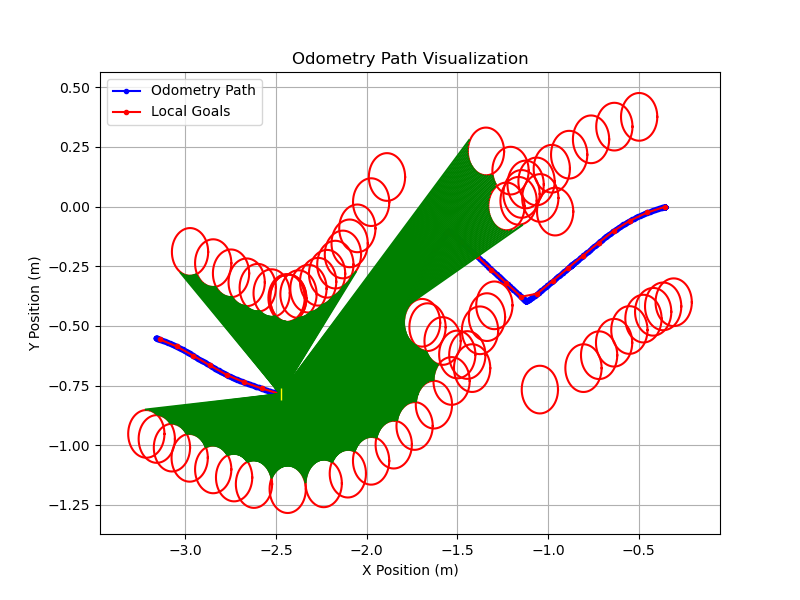 Odometry Path Visualization
Odometry Path
Local Goals
0.50
0.25
0.00
−0.25
−0.50
−0.75
−1.00
−1.25
Y Position (m)
−3.0 −2.5 −2.0 −1.5 −1.0 −0.5
X Position (m)